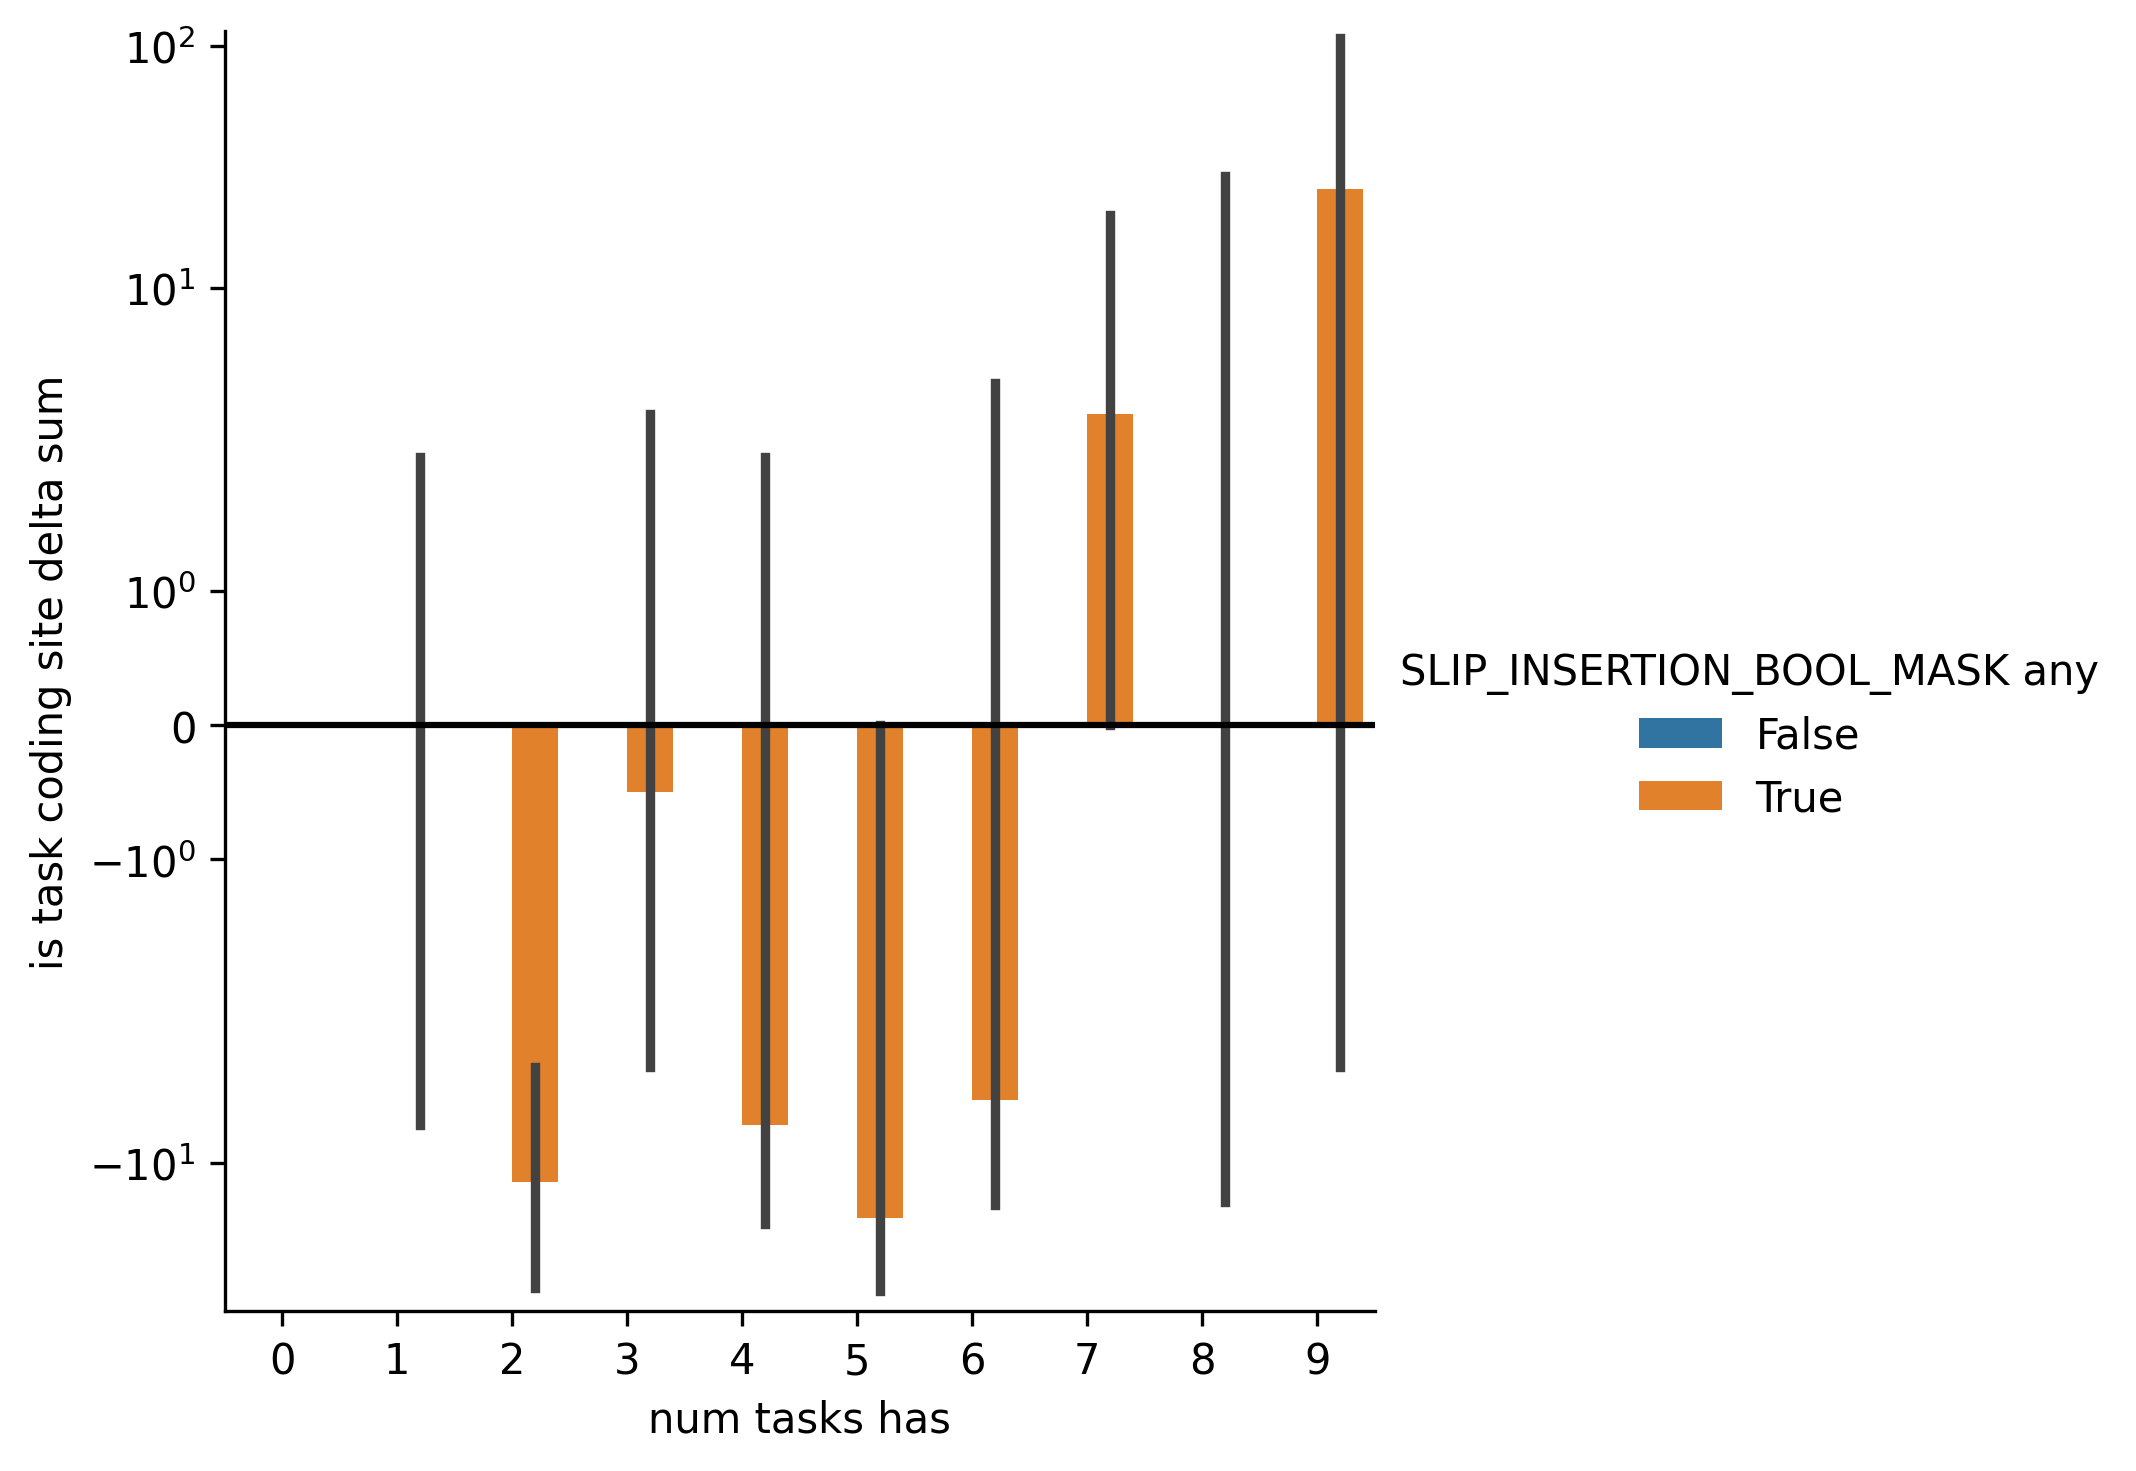 10²
10¹
10⁰
0
−10⁰
−10¹
is task coding site delta sum
0 1 2 3 4 5 6 7 8 9
num tasks has
SLIP_INSERTION_BOOL_MASK any
False
True